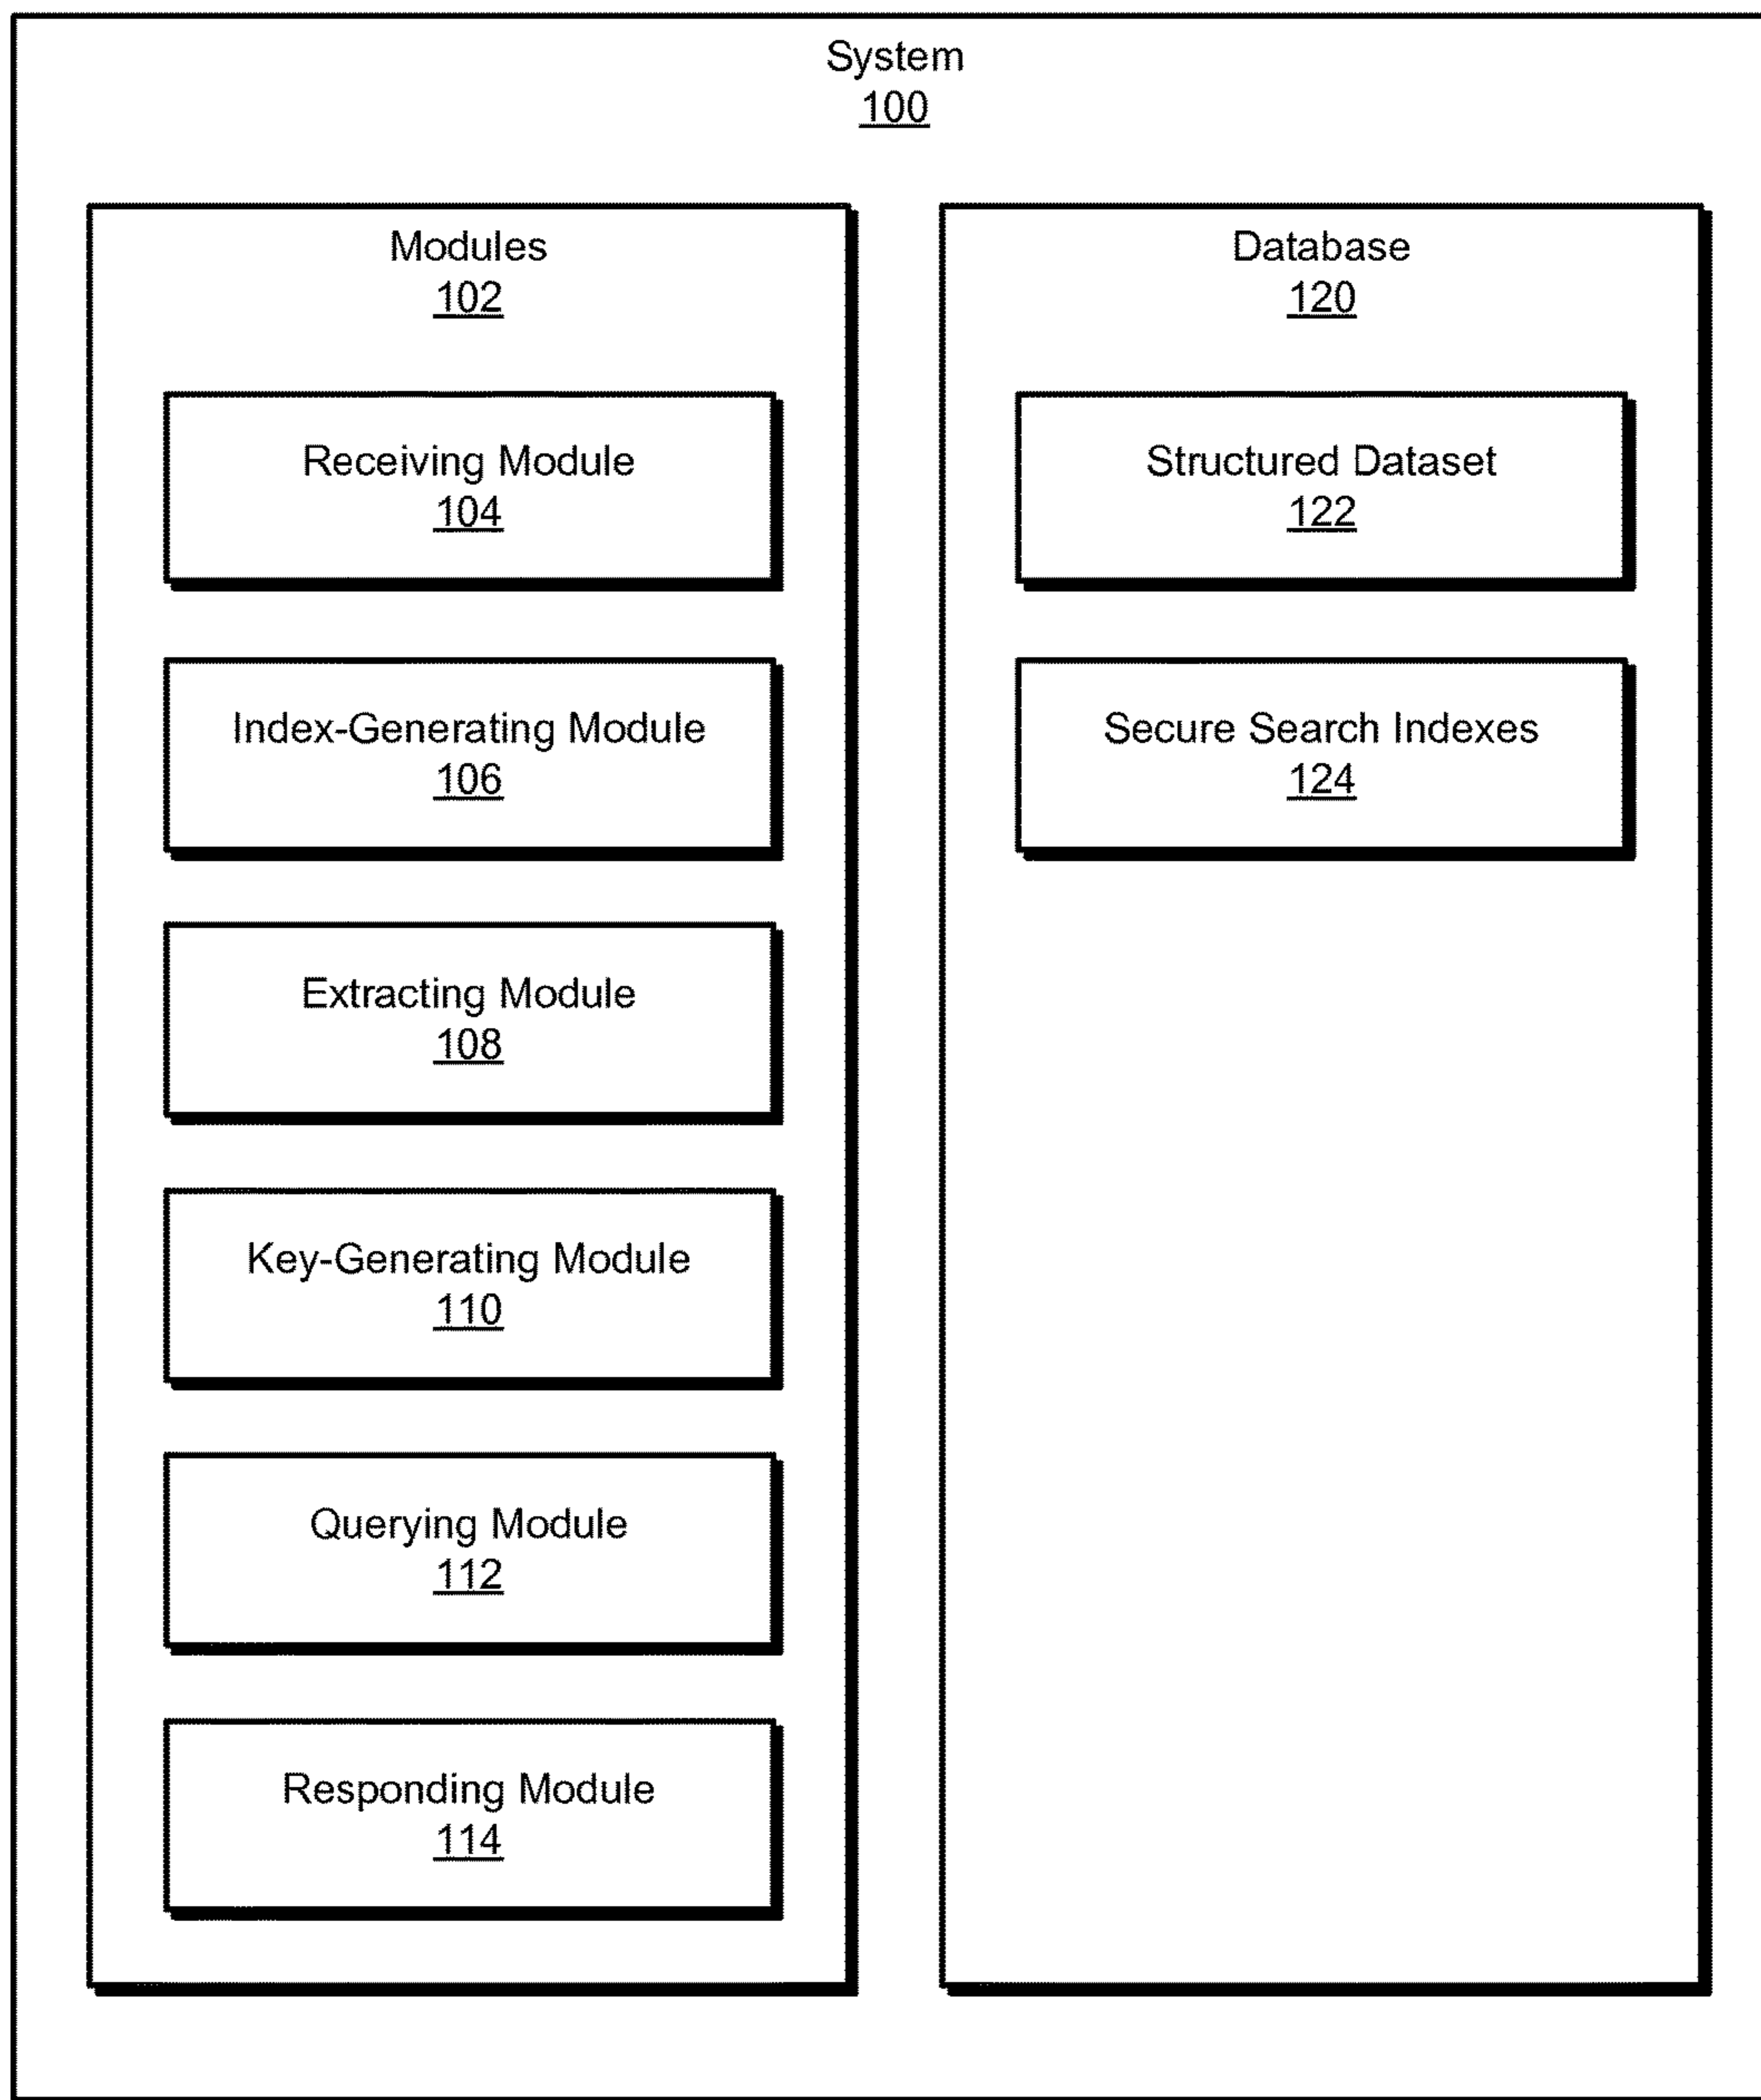 System
100
Modules
102
Receiving Module
104
Index-Generating Module
106
Extracting Module
108
Key-Generating Module
110
Querying Module
112
Responding Module
114
Database
120
Structured Dataset
122
Secure Search Indexes
124